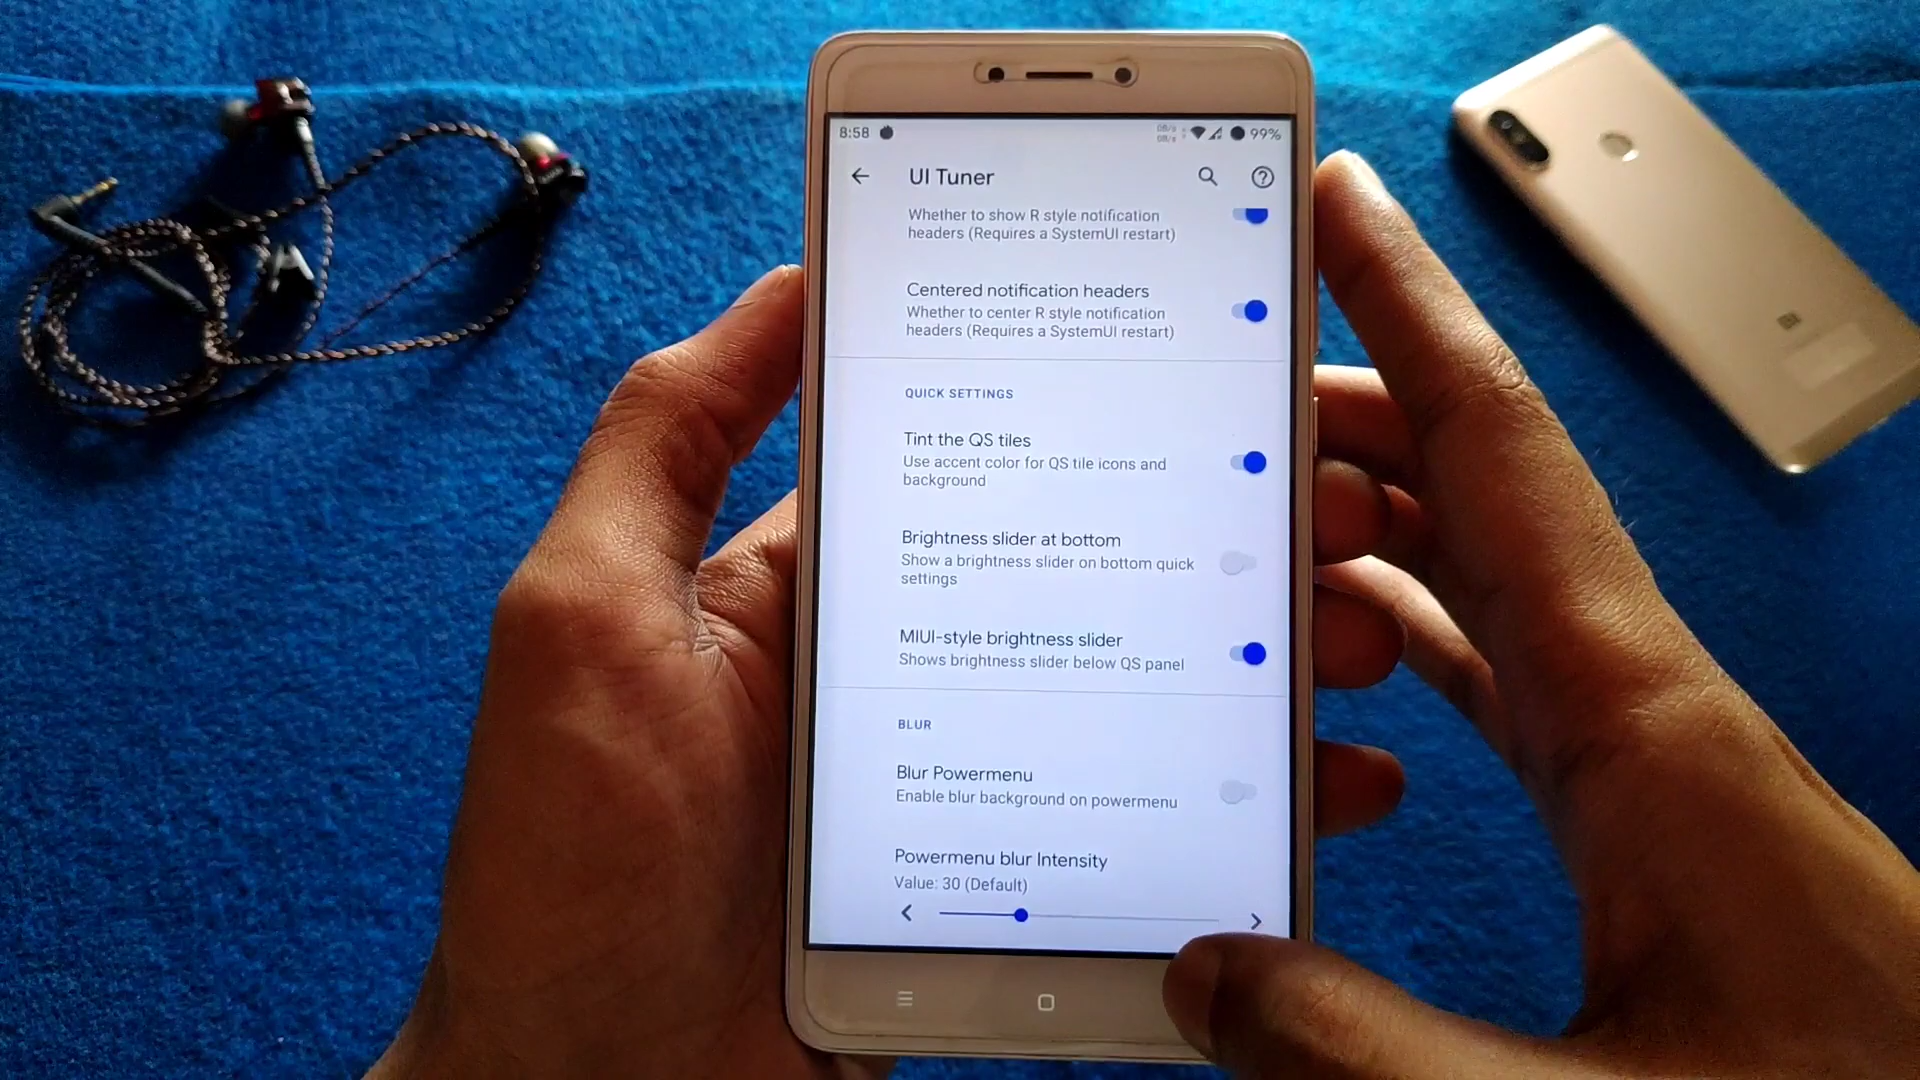 8:58 99%
UI Tuner
Whether to show R style notification
headers (Requires a SystemUI restart)
Centered notification headers
Whether to center R style notification
headers (Requires a SystemUI restart)
QUICK SETTINGS
Tint the QS tiles
Use accent color for QS tile icons and
background
Brightness slider at bottom
Show a brightness slider on bottom quick
settings
MIUI-style brightness slider
Shows brightness slider below QS panel
BLUR
Blur Powermenu
Enable blur background on powermenu
Powermenu blur Intensity
Value: 30 (Default)